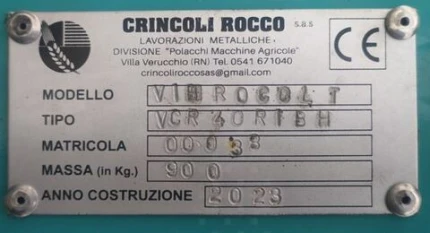 CRINCOLI ROCCO S.a.S
LAVORAZIONI METALLICHE
DIVISIONE "Polacchi Macchine Agricole"
Villa Verucchio (RN) Tel. 0541 671040
crincoliroccosas@gmail.com
CE
MODELLO VIBROCOLT
TIPO VCR40RIBH
MATRICOLA
MASSA (in Kg.) 900
ANNO COSTRUZIONE 2023